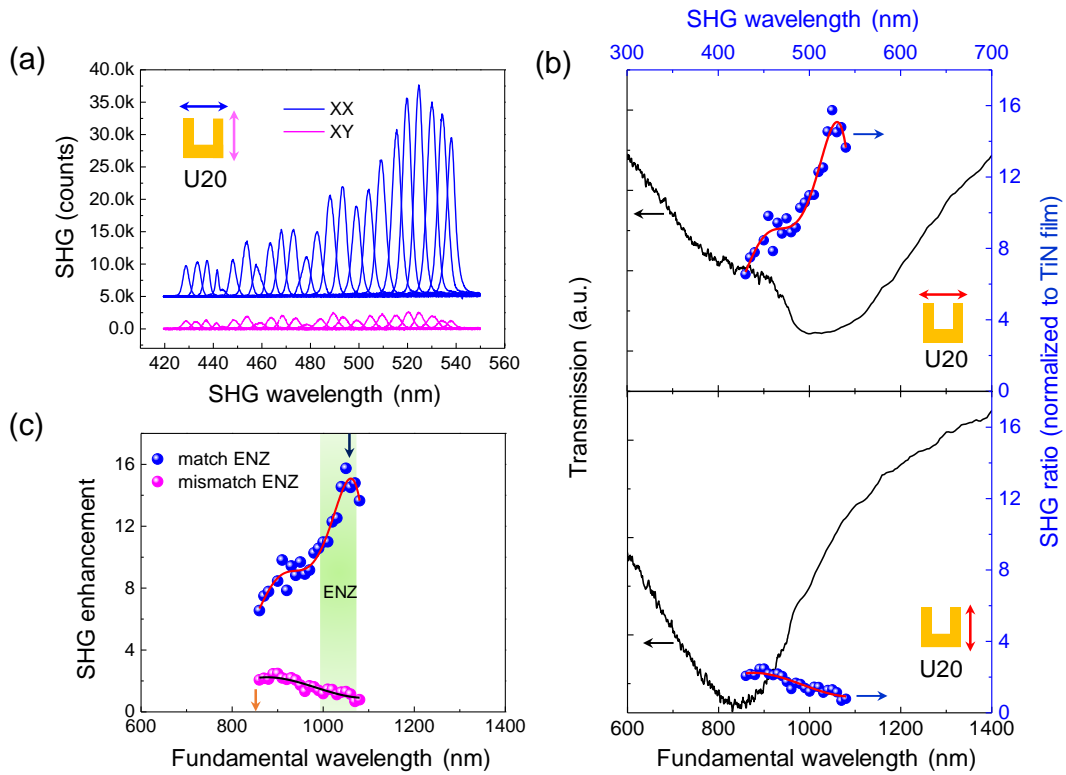 (a)
40.0k
35.0k
30.0k
25.0k
20.0k
15.0k
10.0k
5.0k
0.0
SHG (counts)
XX
XY
U20
420 440 460 480 500 520 540 560
SHG wavelength (nm)
(b)
SHG wavelength (nm)
300 400 500 600 700
16
12
8
4
0
U20
16
12
8
4
0
U20
Transmission (a.u.)
SHG ratio (normalized to TiN film)
600 800 1000 1200 1400
Fundamental wavelength (nm)
(c)
16
12
8
4
0
SHG enhancement
match ENZ
mismatch ENZ
ENZ
600 800 1000 1200 1400
Fundamental wavelength (nm)